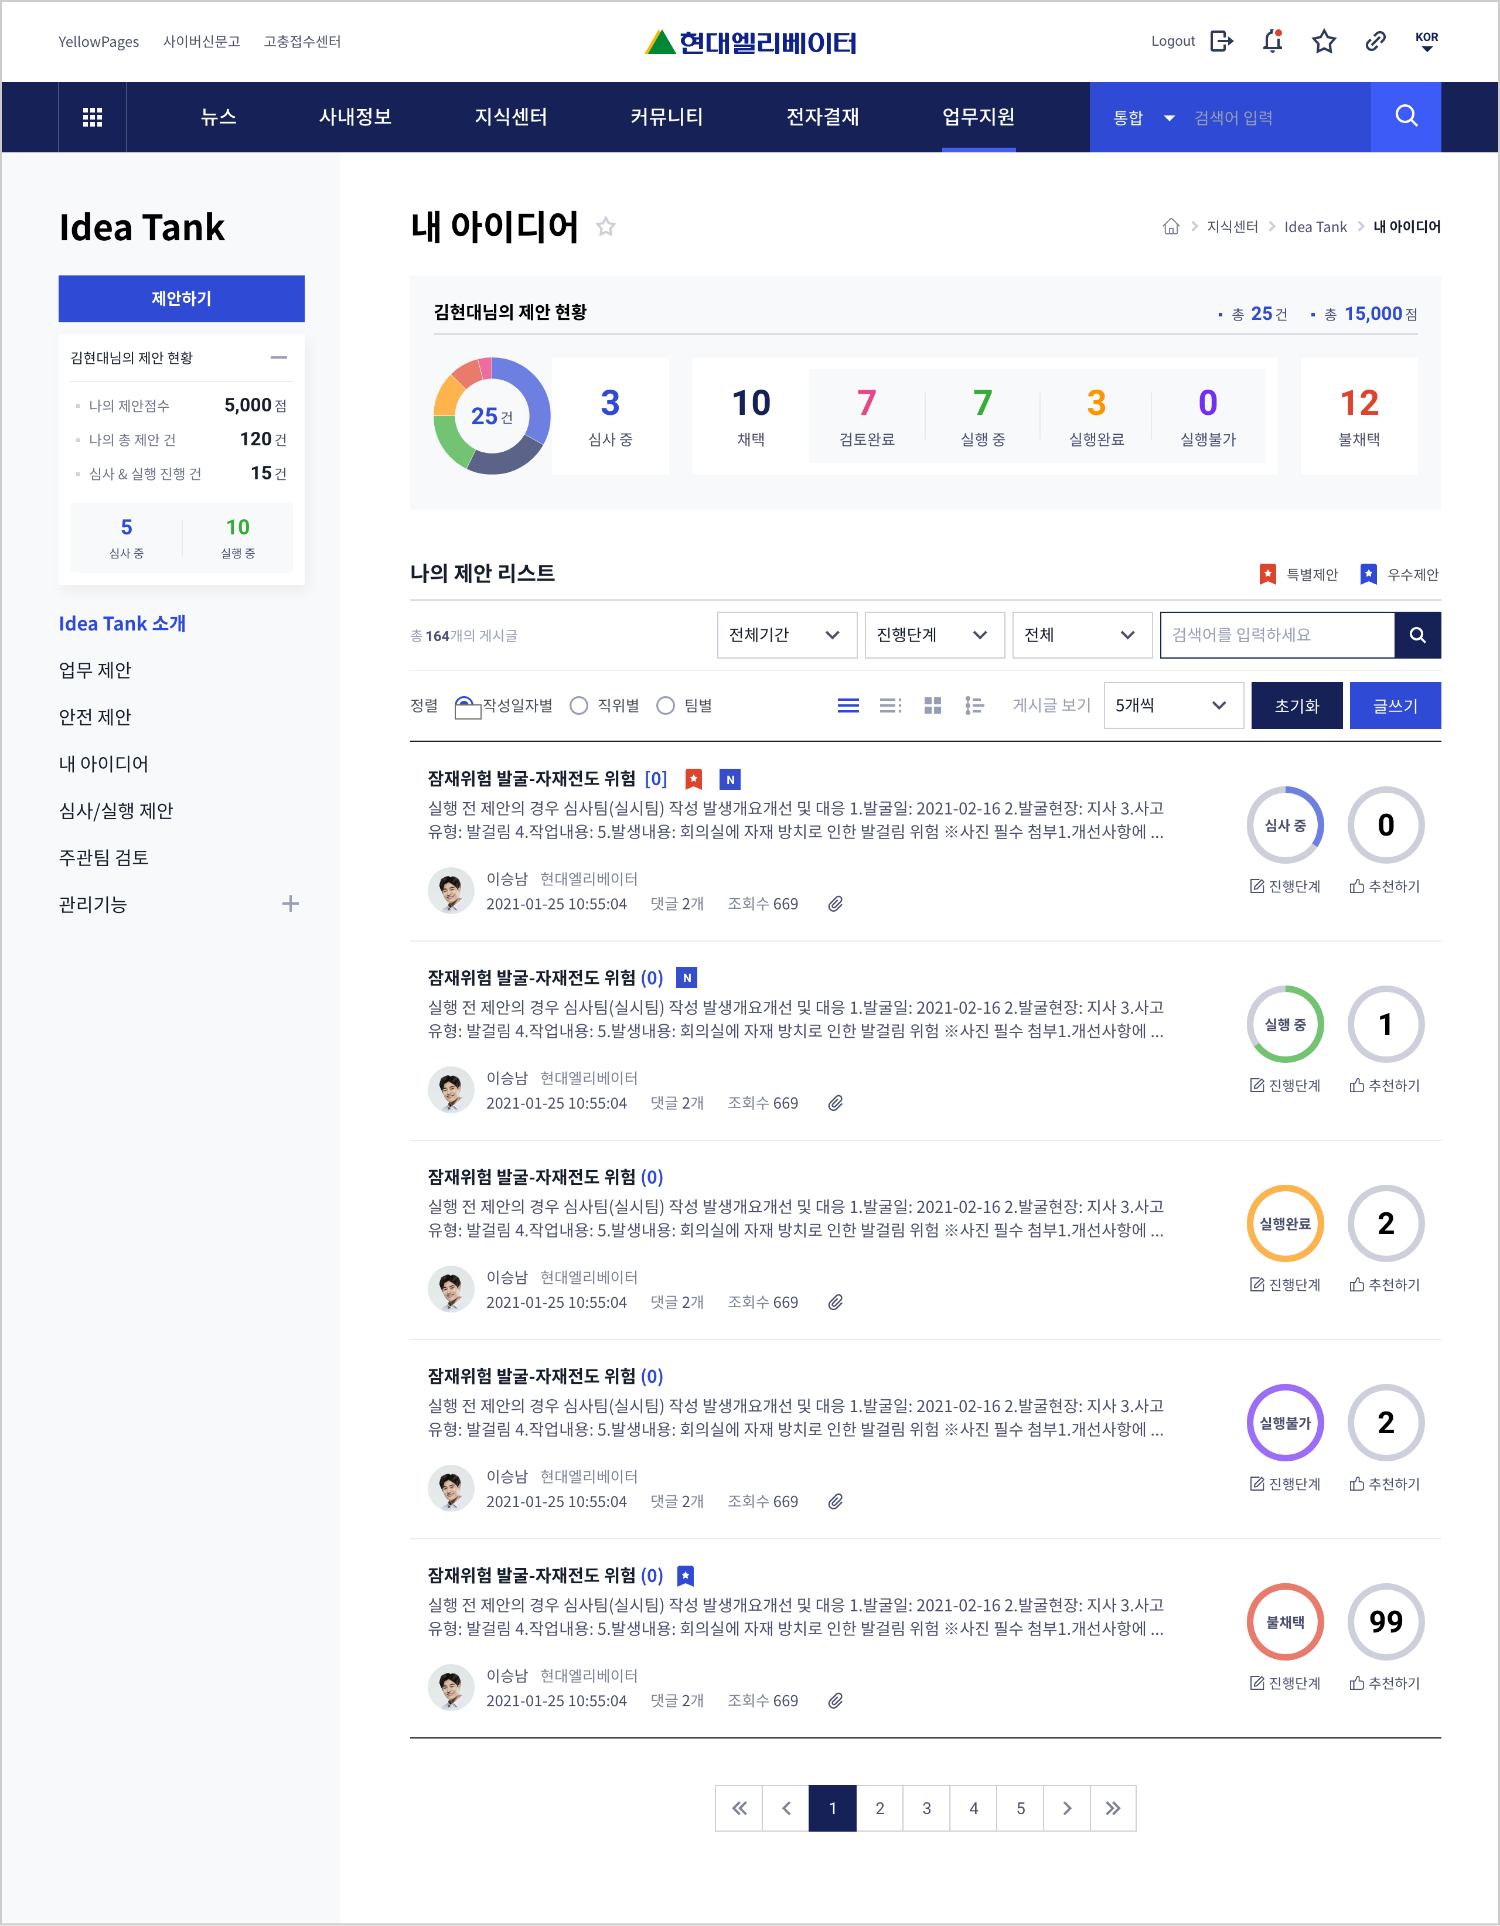 YellowPages 사이버신문고 고충접수센터
현대엘리베이터
Logout KOR
뉴스 사내정보 지식센터 커뮤니티 전자결재 업무지원 통합 검색어 입력
Idea Tank
제안하기
김현대님의 제안 현황
나의 제안점수 5,000 점
나의 총 제안 건 120 건
심사 & 실행 진행 건 15 건
5 10
심사 중 실행 중
Idea Tank 소개
업무 제안
안전 제안
내 아이디어
심사/실행 제안
주관팀 검토
관리기능
내 아이디어
지식센터 Idea Tank 내 아이디어
김현대님의 제안 현황 총 25 건 총 15,000 점
25 건
3 10 7 7 3 0 12
심사 중 채택 검토완료 실행 중 실행완료 실행불가 불채택
나의 제안 리스트 특별제안 우수제안
총 164개의 게시글 전체기간 진행단계 전체 검색어를 입력하세요
정렬 작성일자별 직위별 팀별 게시글 보기 5개씩 초기화 글쓰기
잠재위험 발굴-자재전도 위험 [0] N
실행 전 제안의 경우 심사팀(실시팀) 작성 발생개요개선 및 대응 1.발굴일: 2021-02-16 2.발굴현장: 지사 3.사고
유형: 발걸림 4.작업내용: 5.발생내용: 회의실에 자재 방치로 인한 발걸림 위험 ※사진 필수 첨부1.개선사항에 ...
이승남 현대엘리베이터
2021-01-25 10:55:04 댓글 2개 조회수 669
심사 중 0
진행단계 추천하기
잠재위험 발굴-자재전도 위험 (0) N
실행 전 제안의 경우 심사팀(실시팀) 작성 발생개요개선 및 대응 1.발굴일: 2021-02-16 2.발굴현장: 지사 3.사고
유형: 발걸림 4.작업내용: 5.발생내용: 회의실에 자재 방치로 인한 발걸림 위험 ※사진 필수 첨부1.개선사항에 ...
이승남 현대엘리베이터
2021-01-25 10:55:04 댓글 2개 조회수 669
실행 중 1
진행단계 추천하기
잠재위험 발굴-자재전도 위험 (0)
실행 전 제안의 경우 심사팀(실시팀) 작성 발생개요개선 및 대응 1.발굴일: 2021-02-16 2.발굴현장: 지사 3.사고
유형: 발걸림 4.작업내용: 5.발생내용: 회의실에 자재 방치로 인한 발걸림 위험 ※사진 필수 첨부1.개선사항에 ...
이승남 현대엘리베이터
2021-01-25 10:55:04 댓글 2개 조회수 669
실행완료 2
진행단계 추천하기
잠재위험 발굴-자재전도 위험 (0)
실행 전 제안의 경우 심사팀(실시팀) 작성 발생개요개선 및 대응 1.발굴일: 2021-02-16 2.발굴현장: 지사 3.사고
유형: 발걸림 4.작업내용: 5.발생내용: 회의실에 자재 방치로 인한 발걸림 위험 ※사진 필수 첨부1.개선사항에 ...
이승남 현대엘리베이터
2021-01-25 10:55:04 댓글 2개 조회수 669
실행불가 2
진행단계 추천하기
잠재위험 발굴-자재전도 위험 (0)
실행 전 제안의 경우 심사팀(실시팀) 작성 발생개요개선 및 대응 1.발굴일: 2021-02-16 2.발굴현장: 지사 3.사고
유형: 발걸림 4.작업내용: 5.발생내용: 회의실에 자재 방치로 인한 발걸림 위험 ※사진 필수 첨부1.개선사항에 ...
이승남 현대엘리베이터
2021-01-25 10:55:04 댓글 2개 조회수 669
불채택 99
진행단계 추천하기
1 2 3 4 5